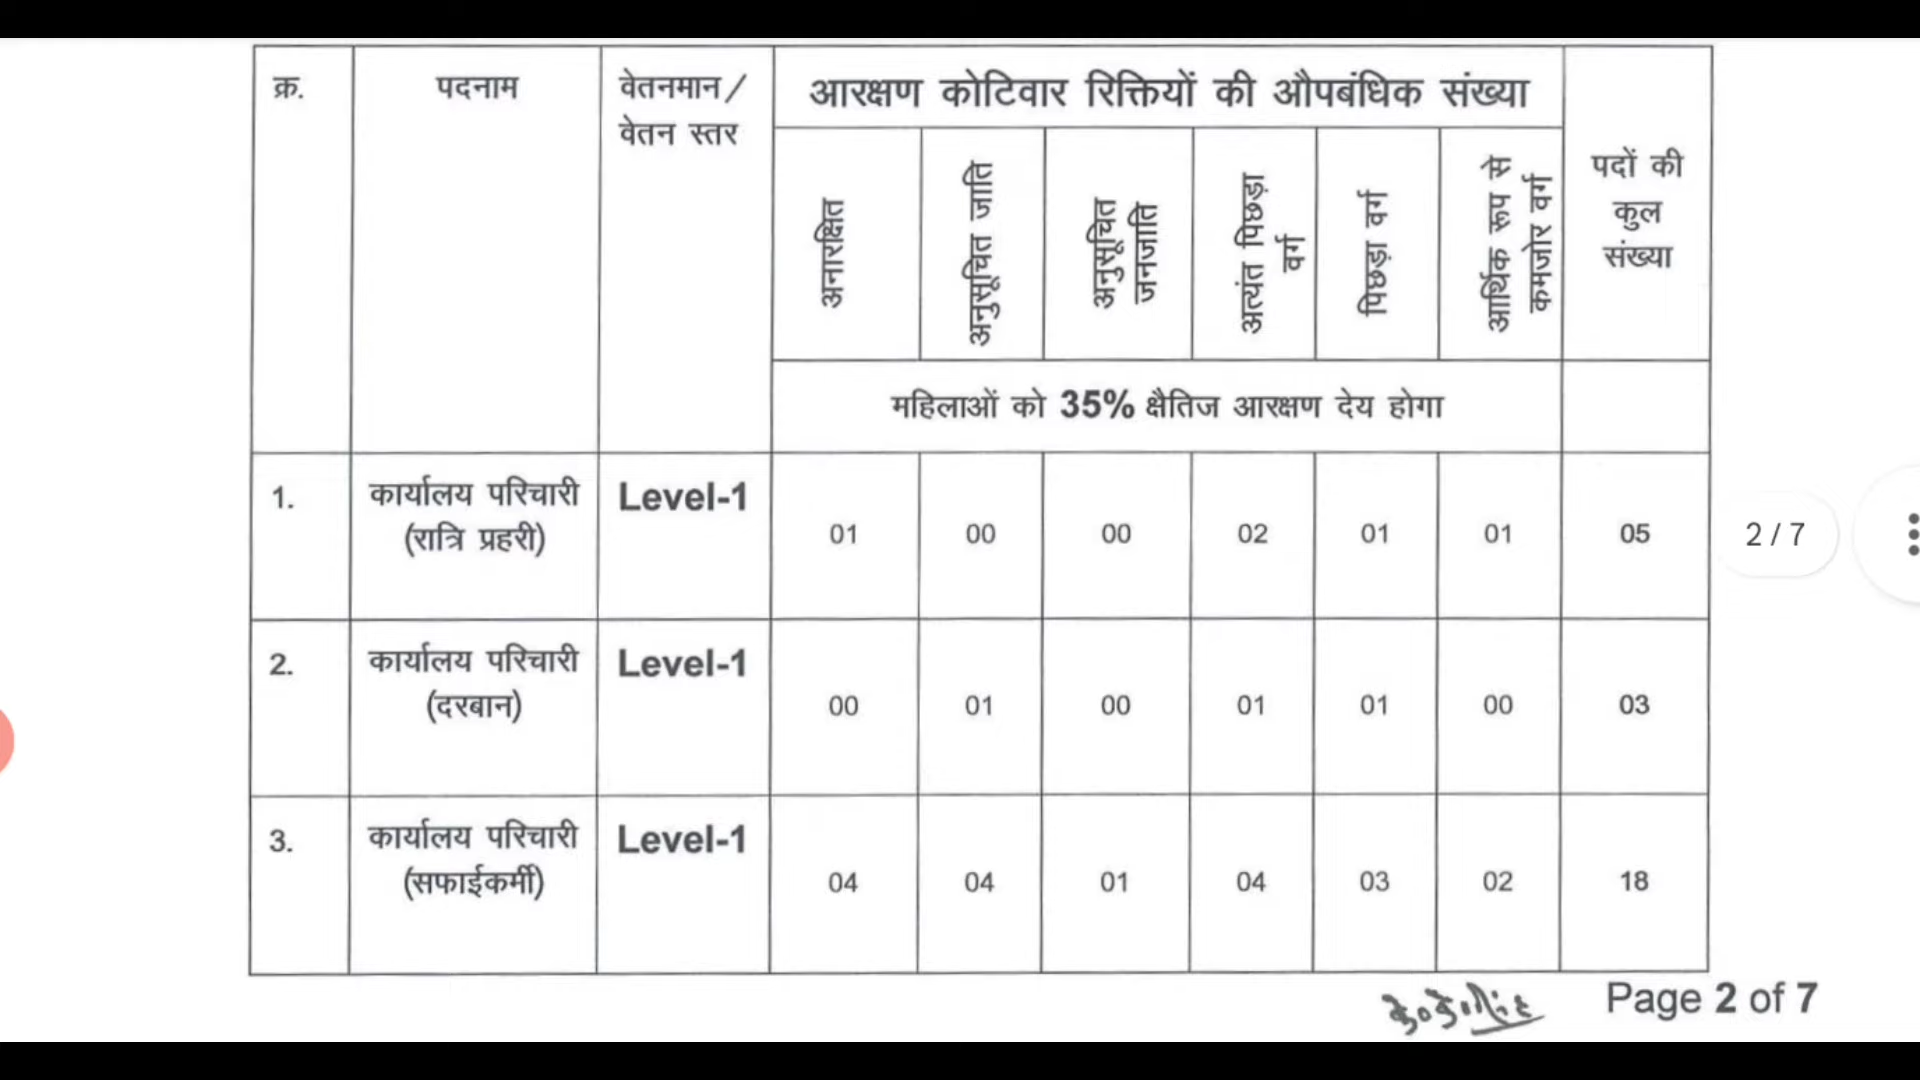 क्र. पदनाम वेतनमान/ वेतन स्तर आरक्षण कोटिवार रिक्तियों की औपबंधिक संख्या पदों की कुल संख्या
अनारक्षित अनुसूचित जाति अनुसूचित जनजाति अत्यंत पिछड़ा वर्ग पिछड़ा वर्ग आर्थिक रूप से कमजोर वर्ग
महिलाओं को 35% क्षैतिज आरक्षण देय होगा
1. कार्यालय परिचारी (रात्रि प्रहरी) Level-1 01 00 00 02 01 01 05
2. कार्यालय परिचारी (दरबान) Level-1 00 01 00 01 01 00 03
3. कार्यालय परिचारी (सफाईकर्मी) Level-1 04 04 01 04 03 02 18
2 / 7
Page 2 of 7